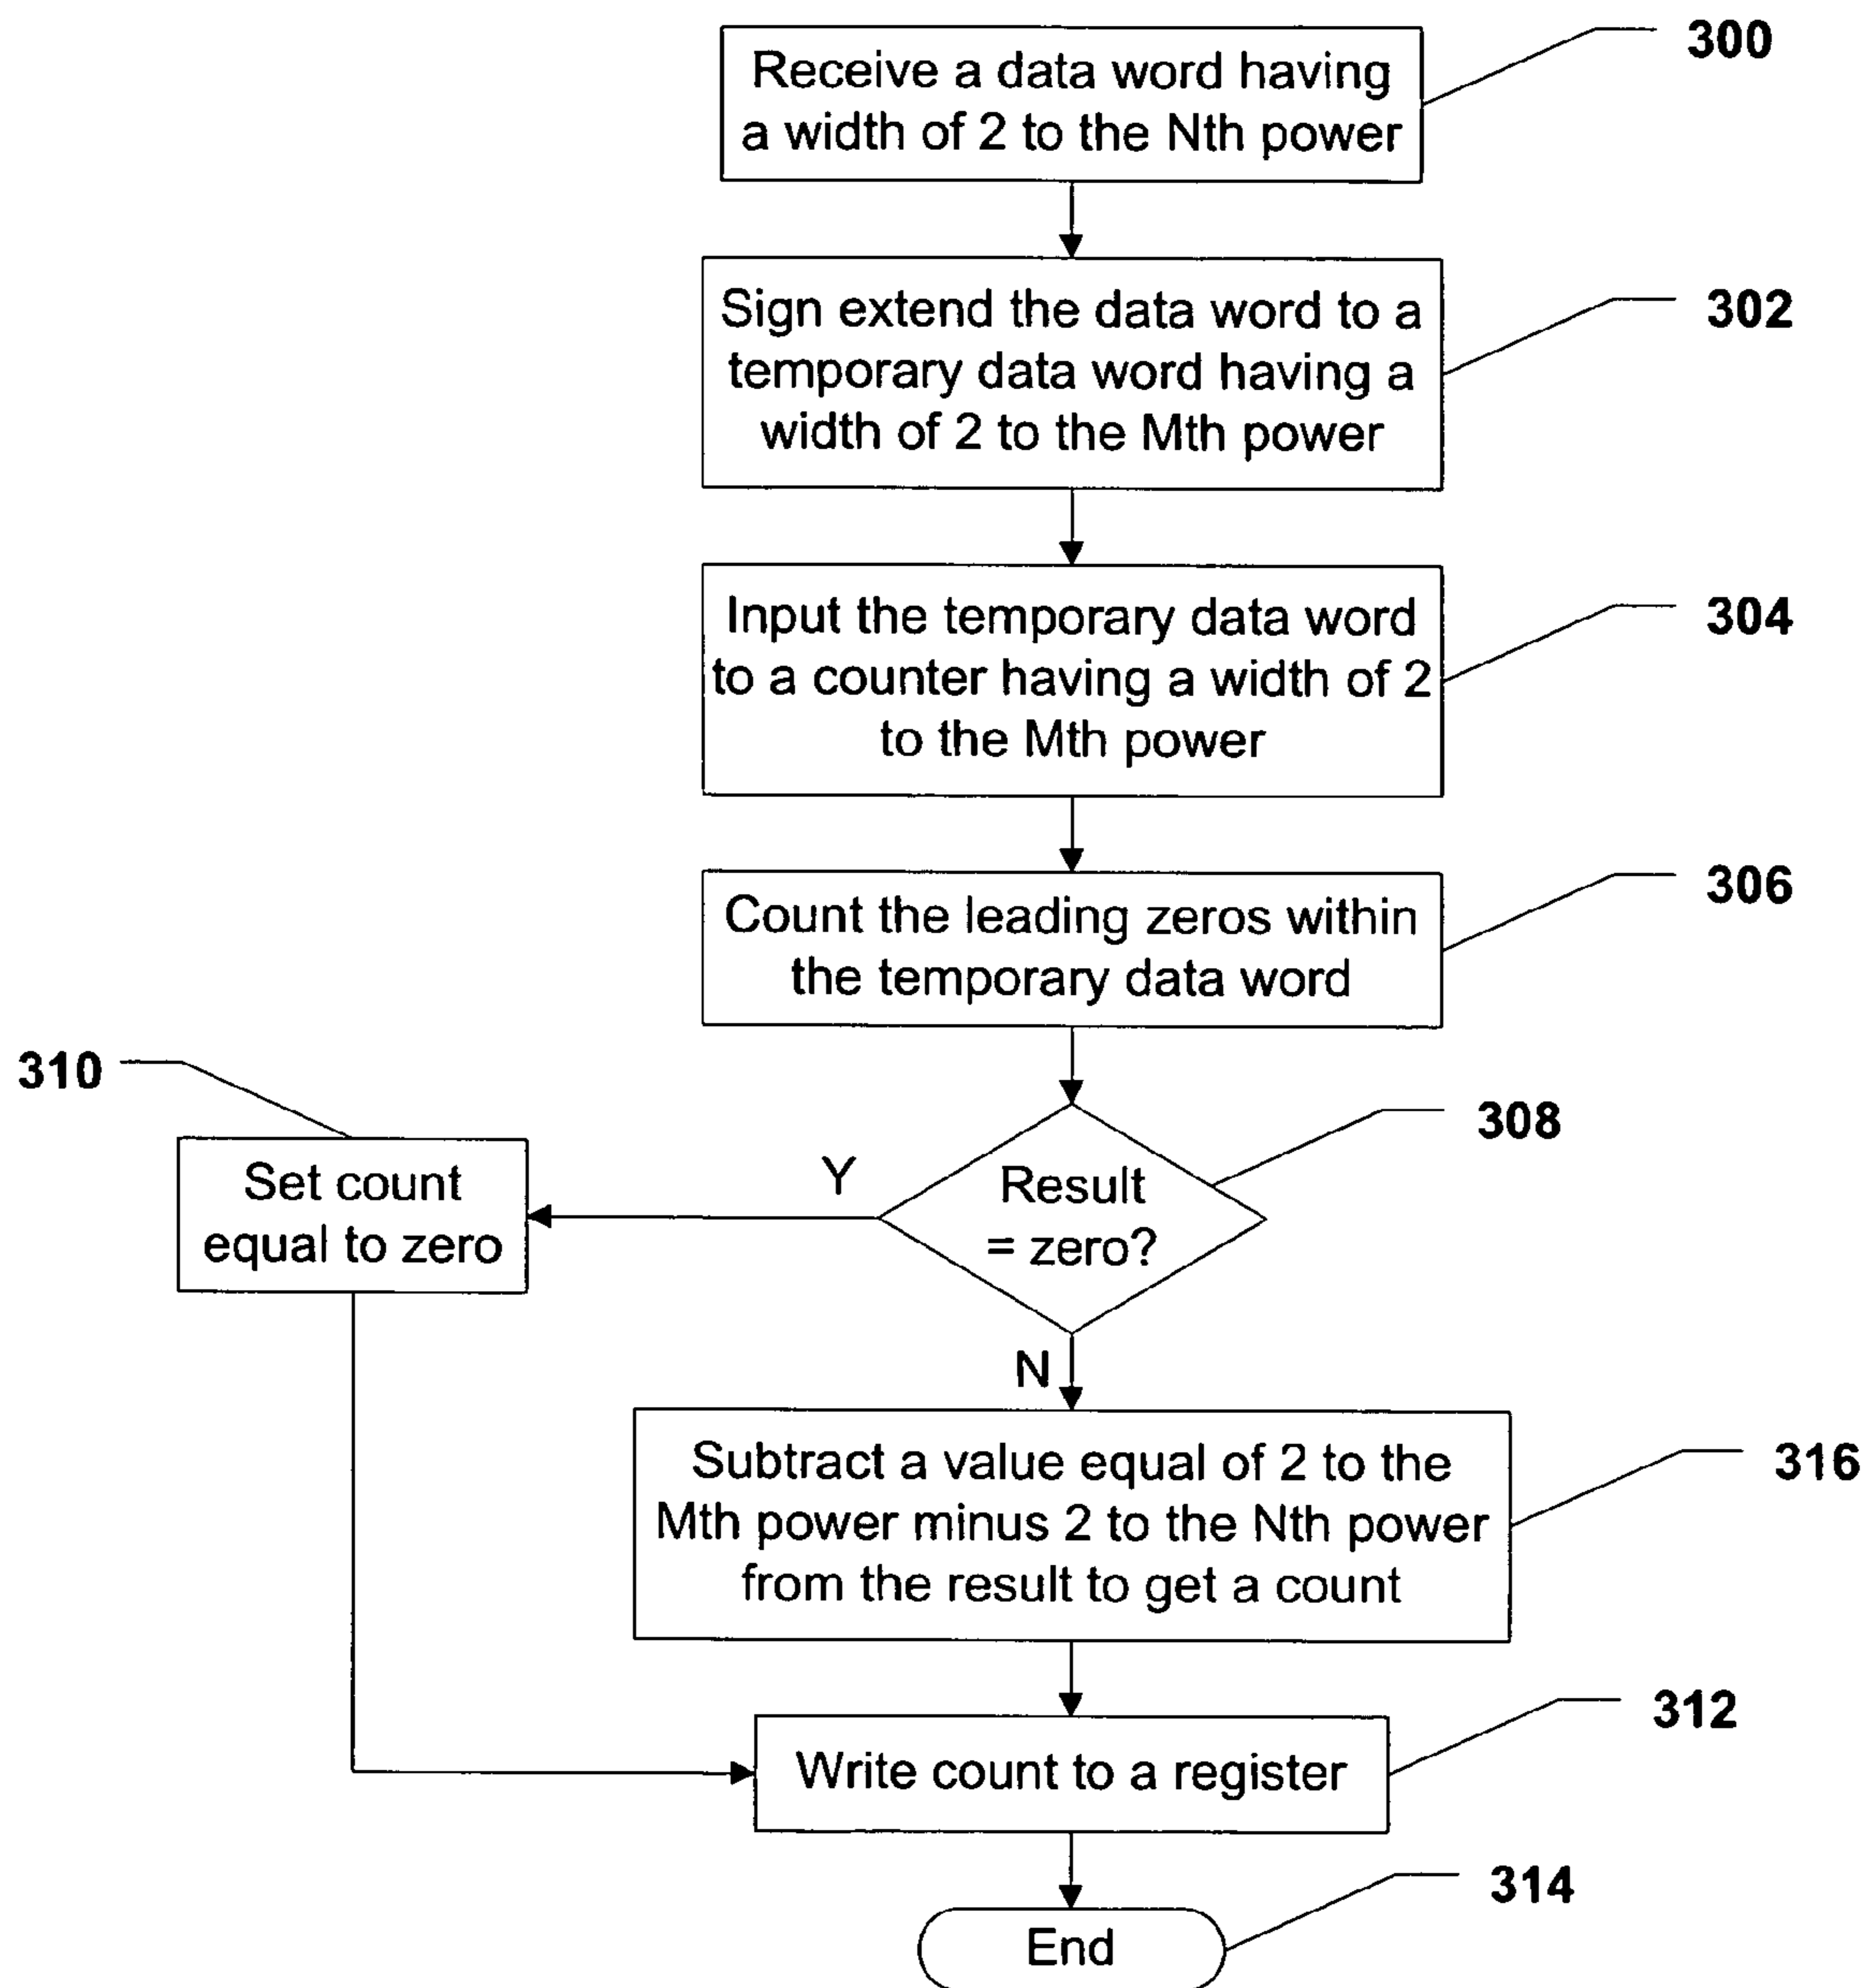 300
Receive a data word having
a width of 2 to the Nth power
302
Sign extend the data word to a
temporary data word having a
width of 2 to the Mth power
304
Input the temporary data word
to a counter having a width of 2
to the Mth power
306
Count the leading zeros within
the temporary data word
310
308
Set count
equal to zero
Y
Result
= zero?
N
316
Subtract a value equal of 2 to the
Mth power minus 2 to the Nth power
from the result to get a count
312
Write count to a register
314
End